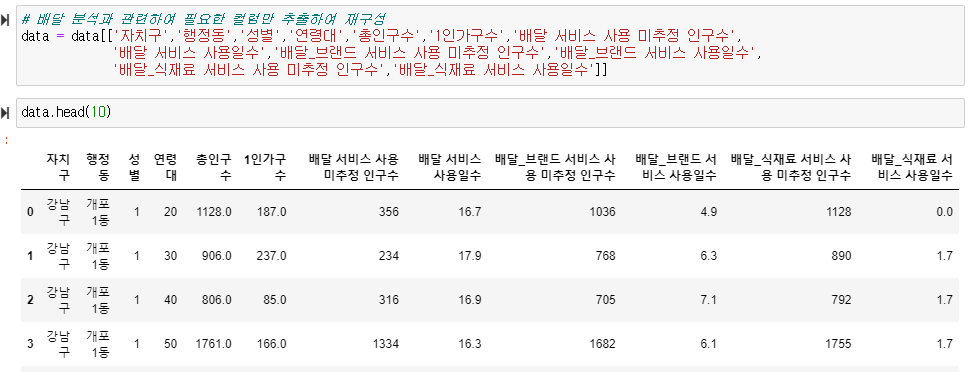 # 배달 분석과 관련하여 필요한 컬럼만 추출하여 재구성
data = data[['자치구','행정동','성별','연령대','총인구수','1인가구수','배달 서비스 사용 미추정 인구수',
'배달 서비스 사용일수','배달_브랜드 서비스 사용 미추정 인구수','배달_브랜드 서비스 사용일수',
'배달_식재료 서비스 사용 미추정 인구수','배달_식재료 서비스 사용일수']]
data.head(10)
:
자치 행정 성 연령 총인구 1인가구 배달 서비스 사용 배달 서비스 배달_브랜드 서비스 사 배달_브랜드 서 배달_식재료 서비스 사 배달_식재료 서
구 동 별 대 수 수 미추정 인구수 사용일수 용 미추정 인구수 비스 사용일수 용 미추정 인구수 비스 사용일수
0 강남구 개포1동 1 20 1128.0 187.0 356 16.7 1036 4.9 1128 0.0
1 강남구 개포1동 1 30 906.0 237.0 234 17.9 768 6.3 890 1.7
2 강남구 개포1동 1 40 806.0 85.0 316 16.9 705 7.1 792 1.7
3 강남구 개포1동 1 50 1761.0 166.0 1334 16.3 1682 6.1 1755 1.7